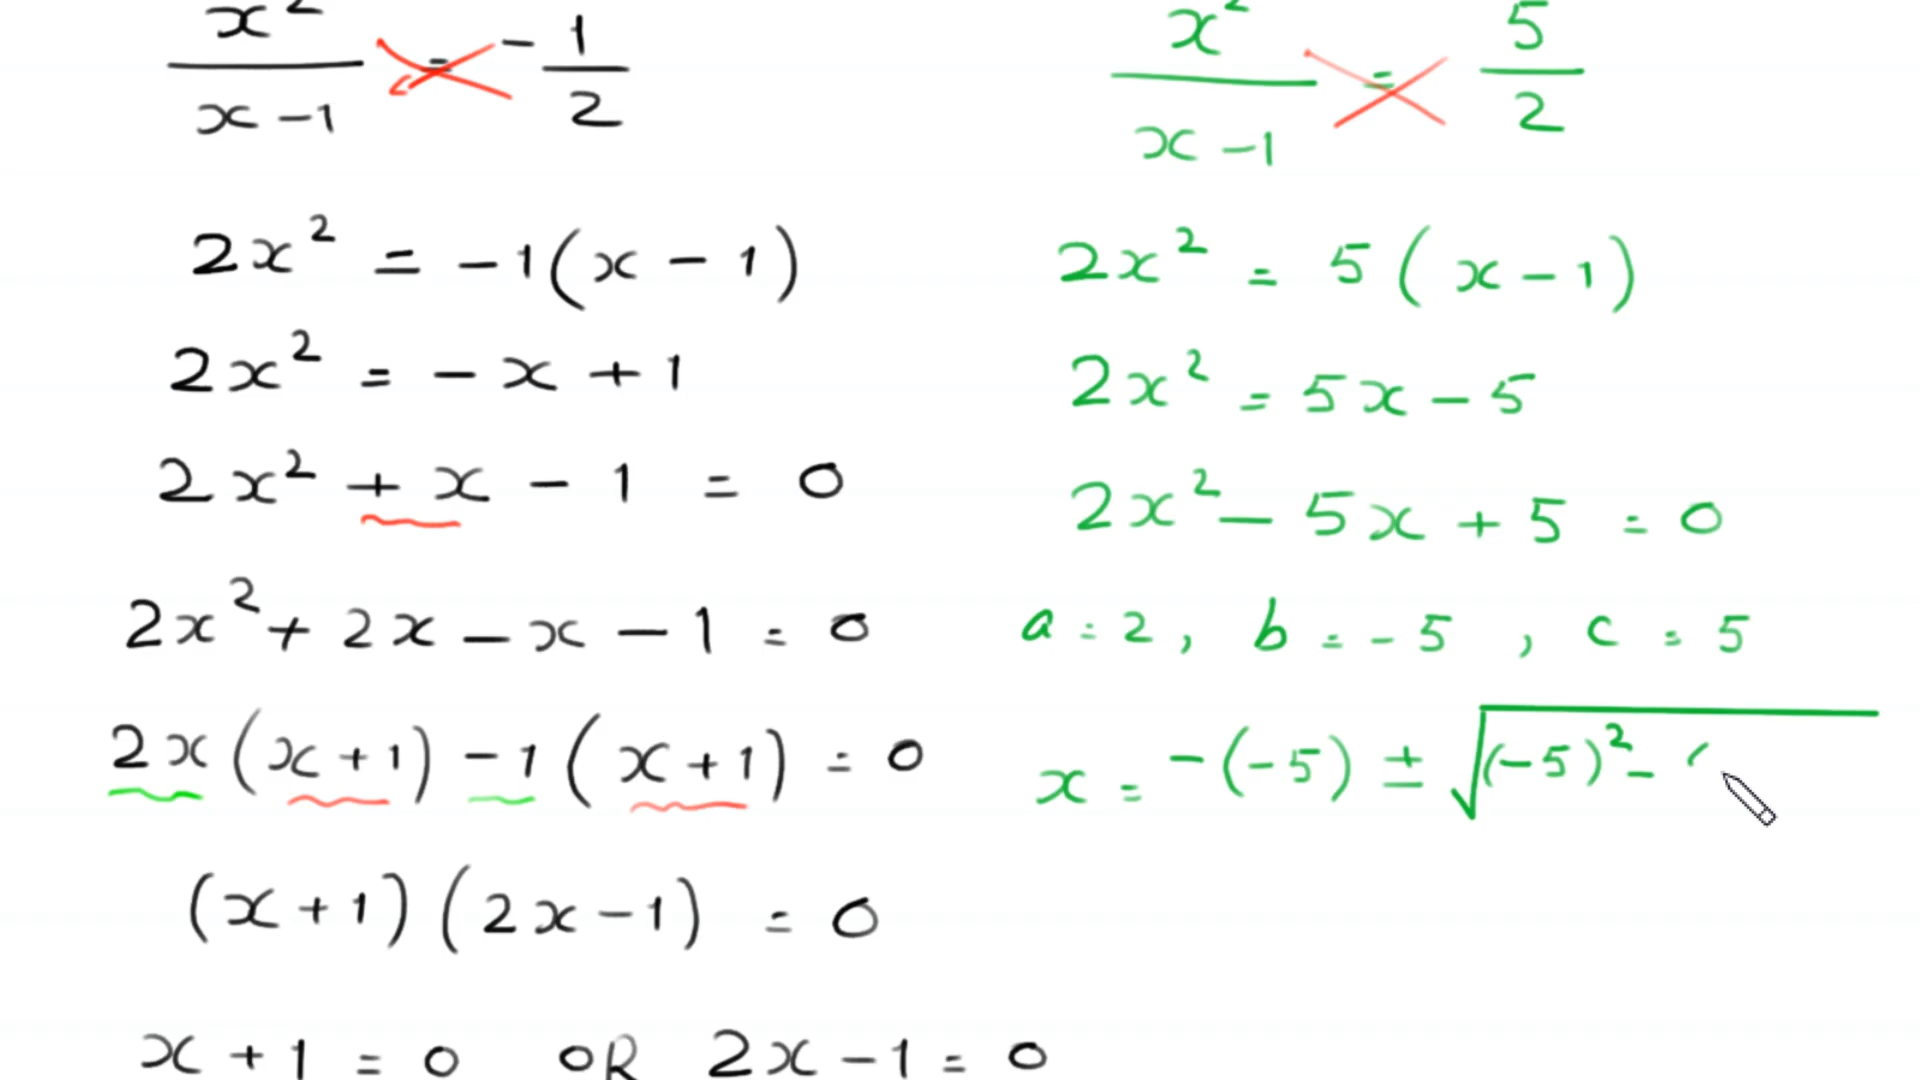 x²/(x-1) = -1/2
2x² = -1(x - 1)
2x² = -x + 1
2x² + x - 1 = 0
2x² + 2x - x - 1 = 0
2x(x+1) -1(x+1) = 0
(x+1)(2x-1) = 0
x+1 = 0 OR 2x-1 = 0
x²/(x-1) = 5/2
2x² = 5(x-1)
2x² = 5x - 5
2x² - 5x + 5 = 0
a = 2, b = -5, c = 5
x = -(-5) ± √(-5)² -